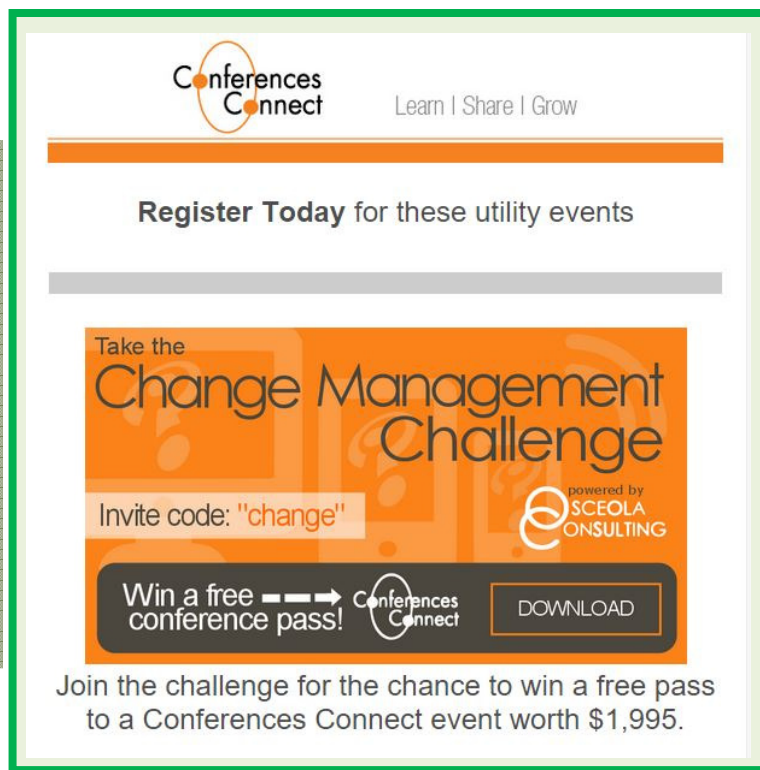 Conferences
Connect
Learn | Share | Grow
Register Today for these utility events
Take the
Change Management
Challenge
Invite code: "change"
powered by
OSCEOLA
CONSULTING
Win a free
conference pass!
Conferences
Connect
DOWNLOAD
Join the challenge for the chance to win a free pass
to a Conferences Connect event worth $1,995.